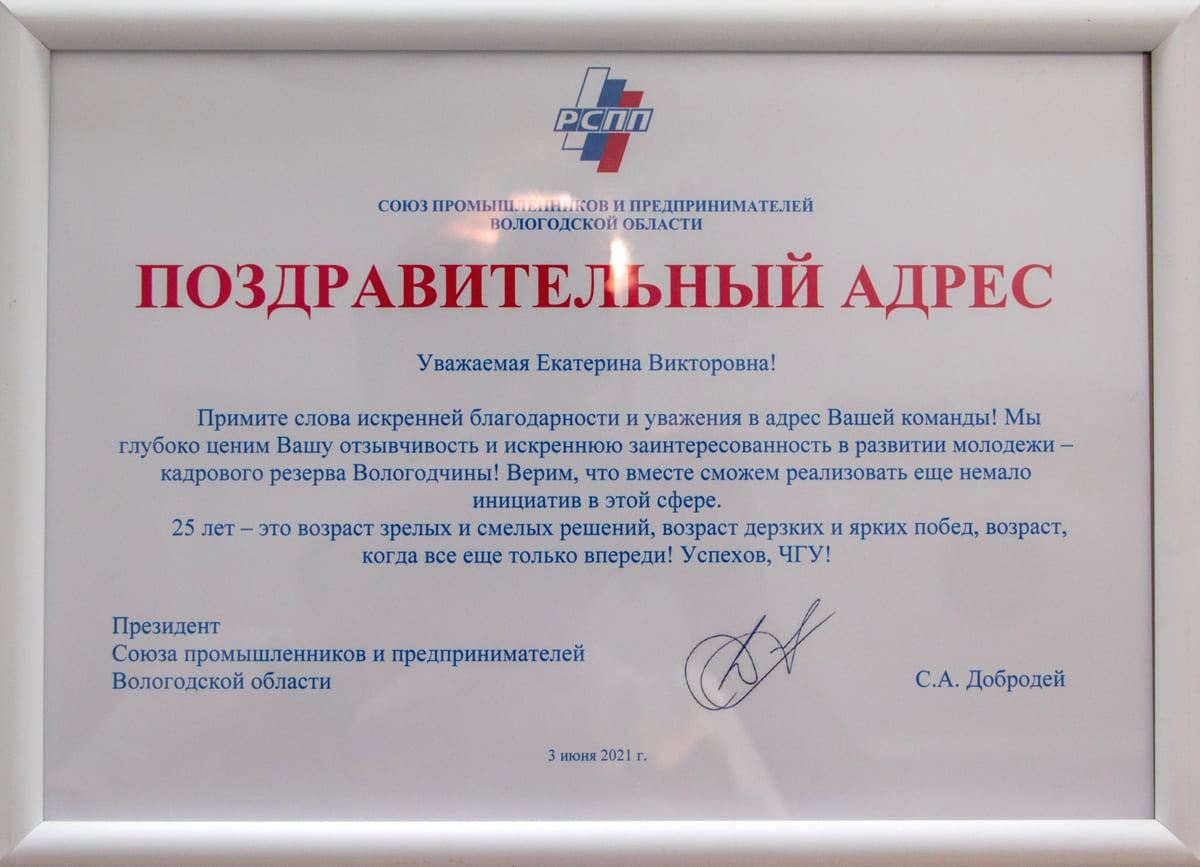 РСПП
СОЮЗ ПРОМЫШЛЕННИКОВ И ПРЕДПРИНИМАТЕЛЕЙ
ВОЛОГОДСКОЙ ОБЛАСТИ
ПОЗДРАВИТЕЛЬНЫЙ АДРЕС
Уважаемая Екатерина Викторовна!
Примите слова искренней благодарности и уважения в адрес Вашей команды! Мы
глубоко ценим Вашу отзывчивость и искреннюю заинтересованность в развитии молодежи –
кадрового резерва Вологодчины! Верим, что вместе сможем реализовать еще немало
инициатив в этой сфере.
25 лет – это возраст зрелых и смелых решений, возраст дерзких и ярких побед, возраст,
когда все еще только впереди! Успехов, ЧГУ!
Президент
Союза промышленников и предпринимателей
Вологодской области
С.А. Добродей
3 июня 2021 г.